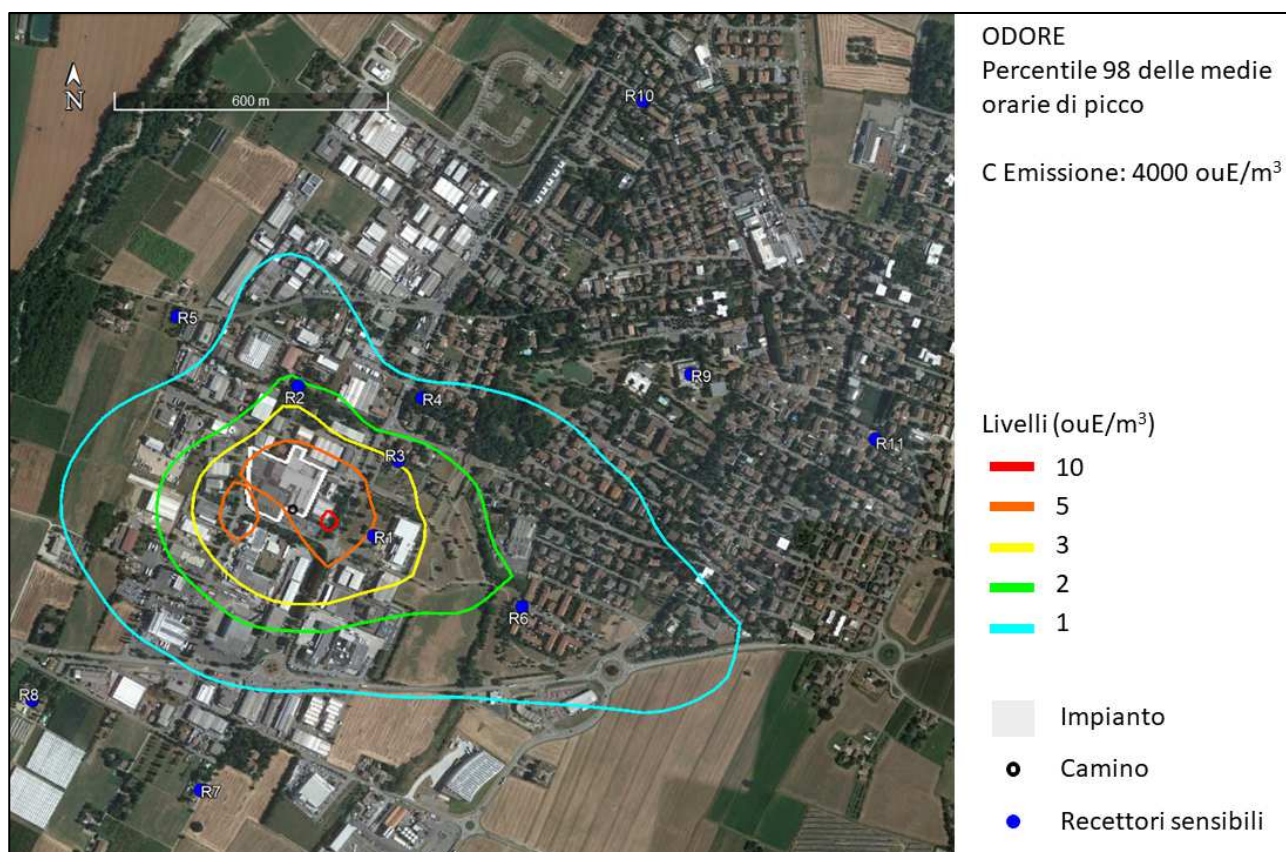 ODORE
Percentile 98 delle medie
orarie di picco
C Emissione: 4000 ouE/m³
N
600 m
R10
R5
R2
R4
R9
R11
R3
R1
R6
R8
R7
Livelli (ouE/m³)
10
5
3
2
1
Impianto
Camino
Recettori sensibili